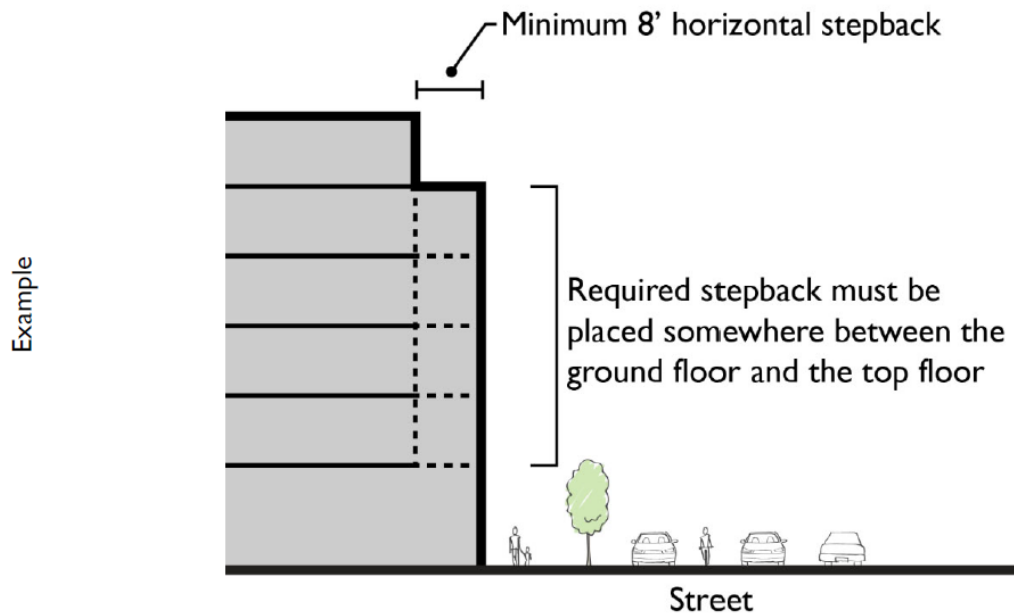 Minimum 8’ horizontal stepback
Example
Required stepback must be
placed somewhere between the
ground floor and the top floor
Street